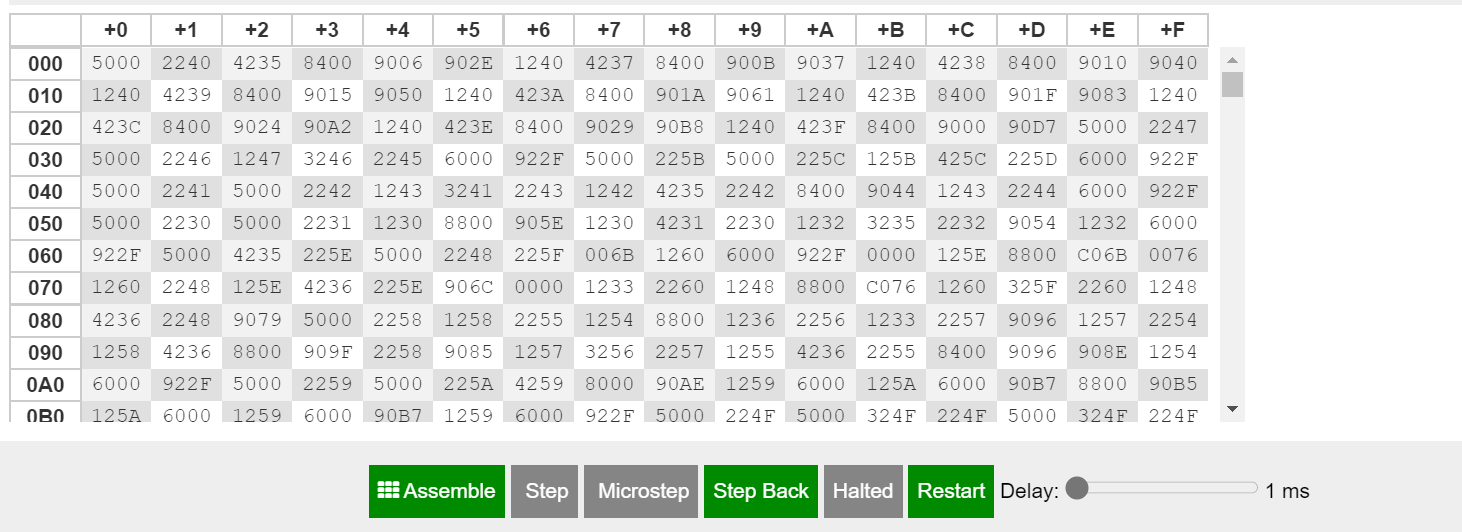 +0 +1 +2 +3 +4 +5 +6 +7 +8 +9 +A +B +C +D +E +F
000 5000 2240 4235 8400 9006 902E 1240 4237 8400 900B 9037 1240 4238 8400 9010 9040
010 1240 4239 8400 9015 9050 1240 423A 8400 901A 9061 1240 423B 8400 901F 9083 1240
020 423C 8400 9024 90A2 1240 423E 8400 9029 90B8 1240 423F 8400 9000 90D7 5000 2247
030 5000 2246 1247 3246 2245 6000 922F 5000 225B 5000 225C 125B 425C 225D 6000 922F
040 5000 2241 5000 2242 1243 3241 2243 1242 4235 2242 8400 9044 1243 2244 6000 922F
050 5000 2230 5000 2231 1230 8800 905E 1230 4231 2230 1232 3235 2232 9054 1232 6000
060 922F 5000 4235 225E 5000 2248 225F 006B 1260 6000 922F 0000 125E 8800 C06B 0076
070 1260 2248 125E 4236 225E 906C 0000 1233 2260 1248 8800 C076 1260 325F 2260 1248
080 4236 2248 9079 5000 2258 1258 2255 1254 8800 1236 2256 1233 2257 9096 1257 2254
090 1258 4236 8800 909F 2258 9085 1257 3256 2257 1255 4236 2255 8400 9096 908E 1254
0A0 6000 922F 5000 2259 5000 225A 4259 8000 90AE 1259 6000 125A 6000 90B7 8800 90B5
0B0 125A 6000 1259 6000 90B7 1259 6000 922F 5000 224F 5000 324F 224F 5000 324F 224F
Assemble Step Microstep Step Back Halted Restart Delay: 1 ms